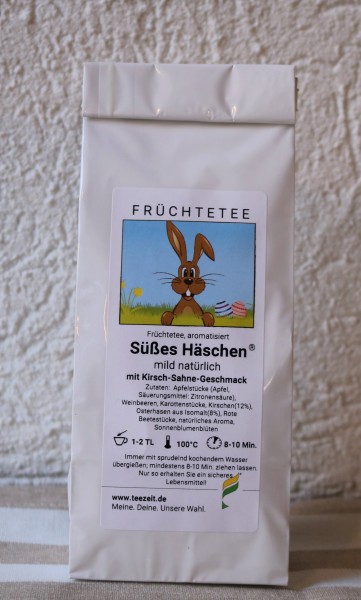 FRÜCHTETEE
Früchtetee, aromatisiert
Süßes Häschen®
mild natürlich
mit Kirsch-Sahne-Geschmack
Zutaten: Apfelstücke (Apfel,
Säuerungsmittel: Zitronensäure),
Weinbeeren, Karottenstücke, Kirschen(12%),
Osterhasen aus Isomalt(8%), Rote
Beetestücke, natürliches Aroma.
Sonnenblumenblüten
1-2 TL 100°C 8-10 Min.
Immer mit sprudelnd kochendem Wasser
übergießen; mindestens 8-10 Min. ziehen lassen.
Nur so erhalten Sie ein sicheres
Lebensmittel!
www.teezeit.de
Meine. Deine. Unsere Wahl.